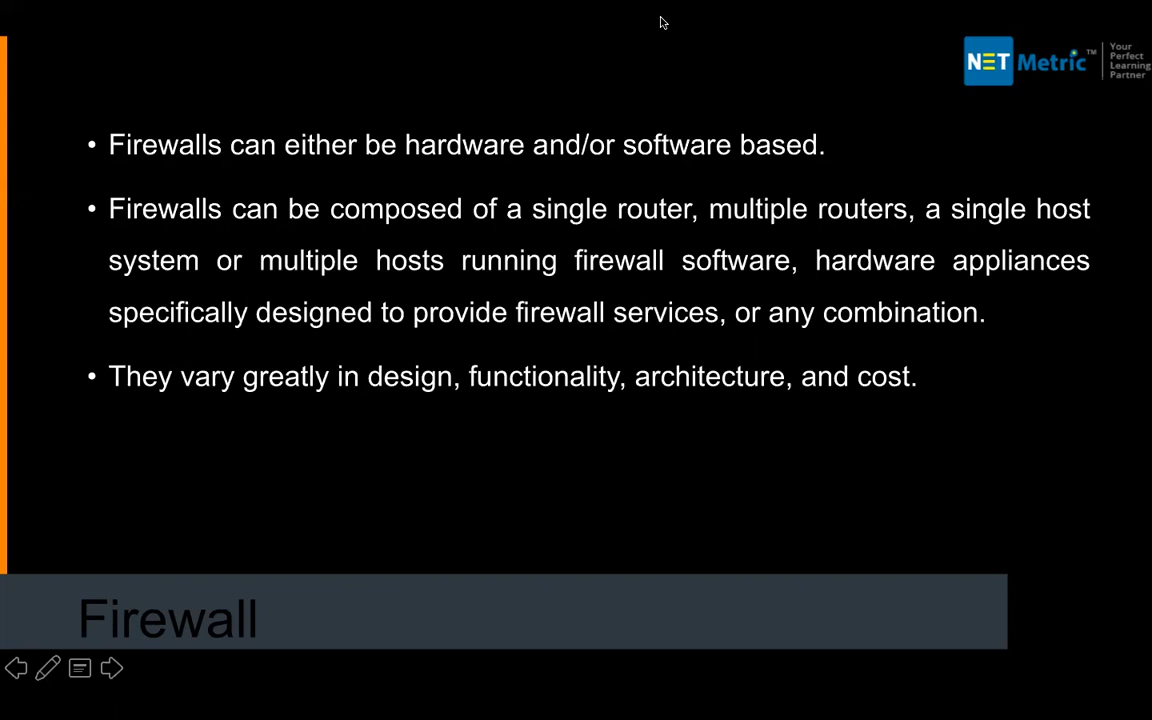 NET Metric™
Your
Perfect
Learning
Partner
• Firewalls can either be hardware and/or software based.
• Firewalls can be composed of a single router, multiple routers, a single host
system or multiple hosts running firewall software, hardware appliances
specifically designed to provide firewall services, or any combination.
• They vary greatly in design, functionality, architecture, and cost.
Firewall